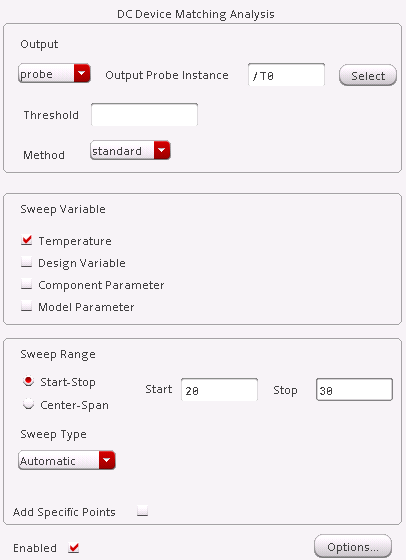 DC Device Matching Analysis
Output
probe Output Probe Instance /T0 Select
Threshold
Method standard
Sweep Variable
Temperature
Design Variable
Component Parameter
Model Parameter
Sweep Range
Start-Stop Start 20 Stop 30
Center-Span
Sweep Type
Automatic
Add Specific Points
Enabled Options...